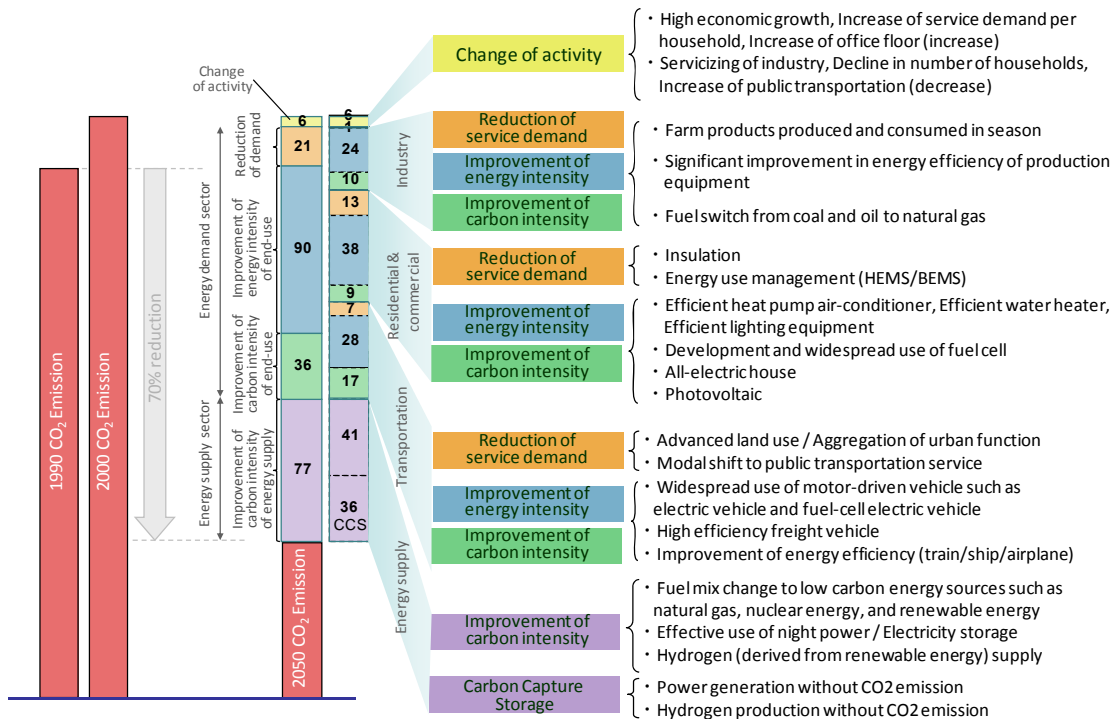 Change
of activity
6
21
90
36
77
6
1
24
10
13
38
9
7
28
17
41
36
CCS
1990 CO2 Emission
2000 CO2 Emission
70% reduction
2050 CO2 Emission
Energy demand sector
Energy supply sector
Reduction
of demand
Improvement of
energy intensity
of end-use
Improvement of
carbon intensity
of end-use
Improvement of
carbon intensity
of energy supply
Industry
Residential &
commercial
Transportation
Energy supply
Change of activity
・High economic growth, Increase of service demand per
household, Increase of office floor (increase)
・Servicizing of industry, Decline in number of households,
Increase of public transportation (decrease)
Reduction of
service demand
Improvement of
energy intensity
Improvement of
carbon intensity
・Farm products produced and consumed in season
・Significant improvement in energy efficiency of production
equipment
・Fuel switch from coal and oil to natural gas
Reduction of
service demand
・Insulation
・Energy use management (HEMS/BEMS)
Improvement of
energy intensity
Improvement of
carbon intensity
・Efficient heat pump air-conditioner, Efficient water heater,
Efficient lighting equipment
・Development and widespread use of fuel cell
・All-electric house
・Photovoltaic
Reduction of
service demand
・Advanced land use / Aggregation of urban function
・Modal shift to public transportation service
Improvement of
energy intensity
Improvement of
carbon intensity
・Widespread use of motor-driven vehicle such as
electric vehicle and fuel-cell electric vehicle
・High efficiency freight vehicle
・Improvement of energy efficiency (train/ship/airplane)
Improvement of
carbon intensity
・Fuel mix change to low carbon energy sources such as
natural gas, nuclear energy, and renewable energy
・Effective use of night power / Electricity storage
・Hydrogen (derived from renewable energy) supply
Carbon Capture
Storage
・Power generation without CO2 emission
・Hydrogen production without CO2 emission